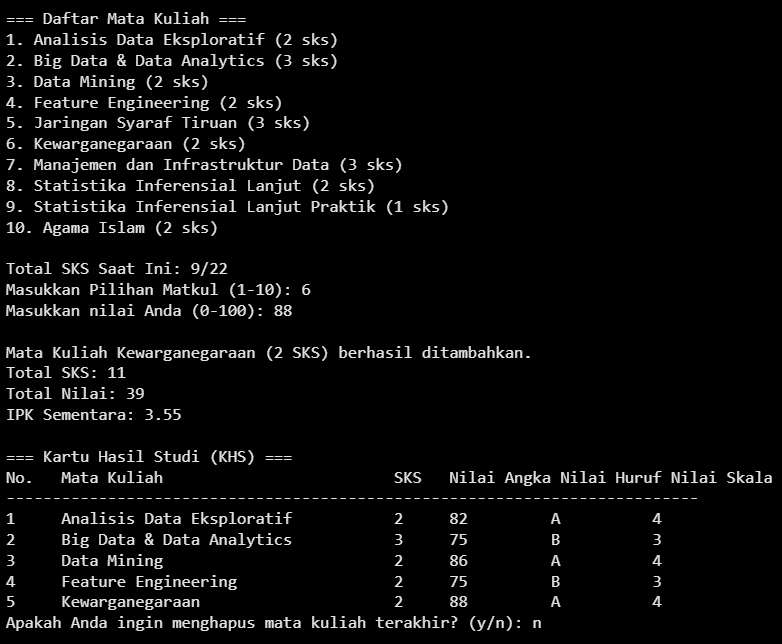 === Daftar Mata Kuliah ===
1. Analisis Data Eksploratif (2 sks)
2. Big Data & Data Analytics (3 sks)
3. Data Mining (2 sks)
4. Feature Engineering (2 sks)
5. Jaringan Syaraf Tiruan (3 sks)
6. Kewarganegaraan (2 sks)
7. Manajemen dan Infrastruktur Data (3 sks)
8. Statistika Inferensial Lanjut (2 sks)
9. Statistika Inferensial Lanjut Praktik (1 sks)
10. Agama Islam (2 sks)

Total SKS Saat Ini: 9/22
Masukkan Pilihan Matkul (1-10): 6
Masukkan nilai Anda (0-100): 88

Mata Kuliah Kewarganegaraan (2 SKS) berhasil ditambahkan.
Total SKS: 11
Total Nilai: 39
IPK Sementara: 3.55

=== Kartu Hasil Studi (KHS) ===
No.   Mata Kuliah                         SKS   Nilai Angka Nilai Huruf Nilai Skala
---------------------------------------------------------------------------
1     Analisis Data Eksploratif           2     82         A          4
2     Big Data & Data Analytics           3     75         B          3
3     Data Mining                         2     86         A          4
4     Feature Engineering                 2     75         B          3
5     Kewarganegaraan                     2     88         A          4
Apakah Anda ingin menghapus mata kuliah terakhir? (y/n): n